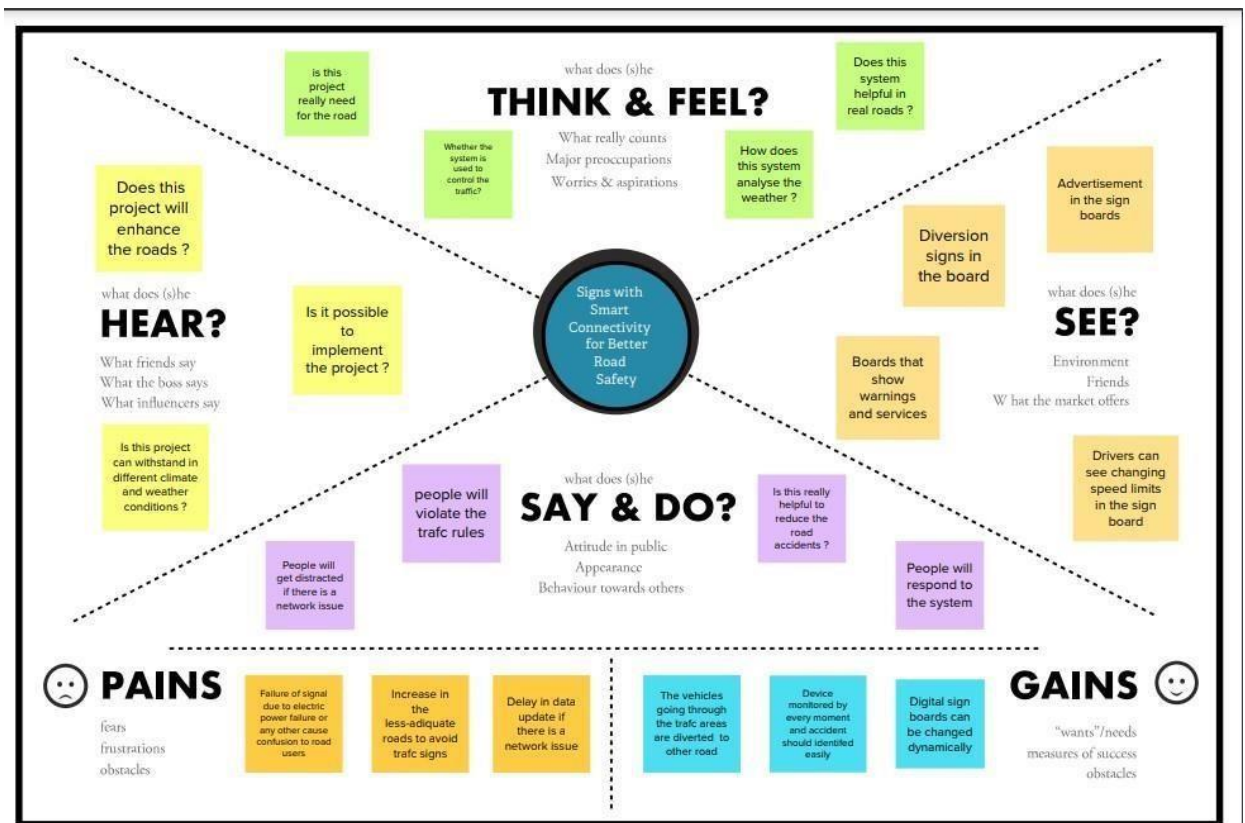 is this
project
really need
for the road
what does (s)he
THINK & FEEL?
What really counts
Major preoccupations
Worries & aspirations
Whether the
system is
used to
control the
traffic?
How does
this system
analyse the
weather ?
Does this
system
helpful in
real roads ?
Does this
project will
enhance
the roads ?
what does (s)he
HEAR?
What friends say
What the boss says
What influencers say
Is it possible
to
implement
the project ?
Is this project
can withstand in
different climate
and weather
conditions ?
Signs with
Smart
Connectivity
for Better
Road
Safety
Advertisement
in the sign
boards
Diversion
signs in
the board
what does (s)he
SEE?
Environment
Friends
W hat the market offers
Boards that
show
warnings
and services
Drivers can
see changing
speed limits
in the sign
board
people will
violate the
trafc rules
People will
get distracted
if there is a
network issue
what does (s)he
SAY & DO?
Attitude in public
Appearance
Behaviour towards others
Is this really
helpful to
reduce the
road
accidents ?
People will
respond to
the system
PAINS
fears
frustrations
obstacles
Failure of signal
due to electric
power failure or
any other cause
confusion to road
users
Increase in
the
less-adiquate
roads to avoid
trafc signs
Delay in data
update if
there is a
network issue
The vehicles
going through
the trafc areas
are diverted to
other road
Device
monitored by
every moment
and accident
should identifed
easily
Digital sign
boards can
be changed
dynamically
GAINS
"wants"/needs
measures of success
obstacles